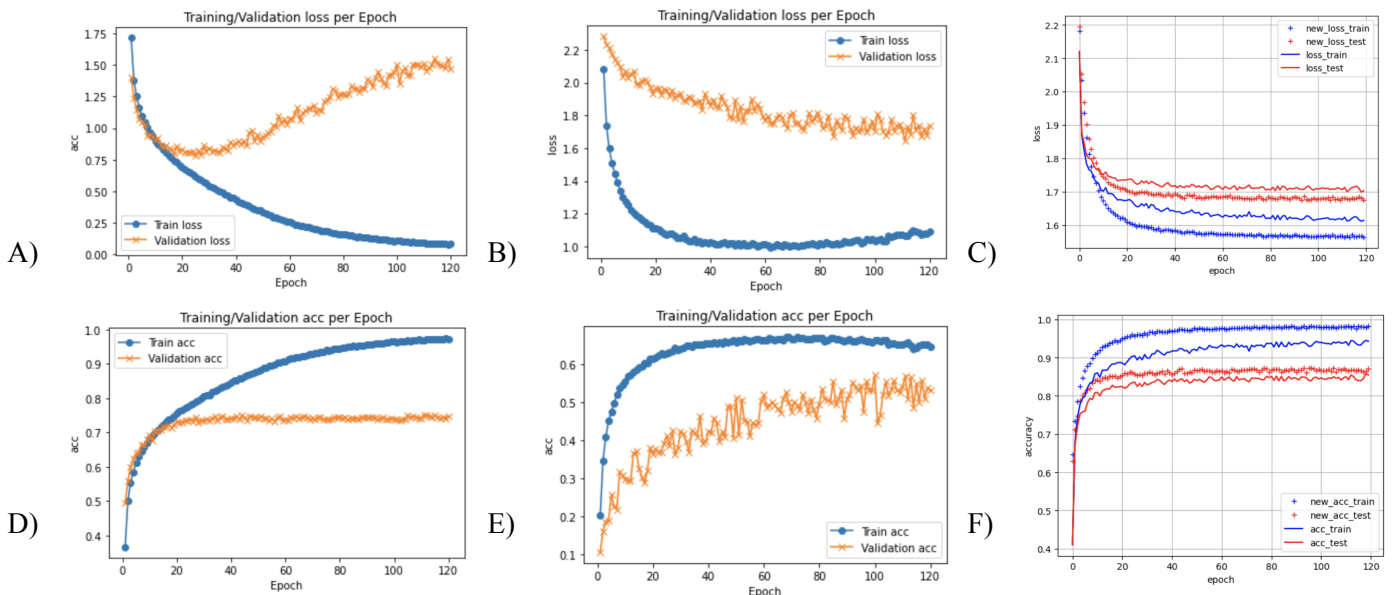 A)
Training/Validation loss per Epoch
acc
1.75
1.50
1.25
1.00
0.75
0.50
0.25
0.00
Train loss
Validation loss
0 20 40 60 80 100 120
Epoch
B)
Training/Validation loss per Epoch
loss
2.2
2.0
1.8
1.6
1.4
1.2
1.0
Train loss
Validation loss
0 20 40 60 80 100 120
Epoch
C)
loss
2.2
2.1
2.0
1.9
1.8
1.7
1.6
new_loss_train
new_loss_test
loss_train
loss_test
0 20 40 60 80 100 120
epoch
D)
Training/Validation acc per Epoch
acc
1.0
0.9
0.8
0.7
0.6
0.5
0.4
Train acc
Validation acc
0 20 40 60 80 100 120
Epoch
E)
Training/Validation acc per Epoch
acc
0.6
0.5
0.4
0.3
0.2
0.1
Train acc
Validation acc
0 20 40 60 80 100 120
Epoch
F)
accuracy
1.0
0.9
0.8
0.7
0.6
0.5
0.4
new_acc_train
new_acc_test
acc_train
acc_test
0 20 40 60 80 100 120
epoch